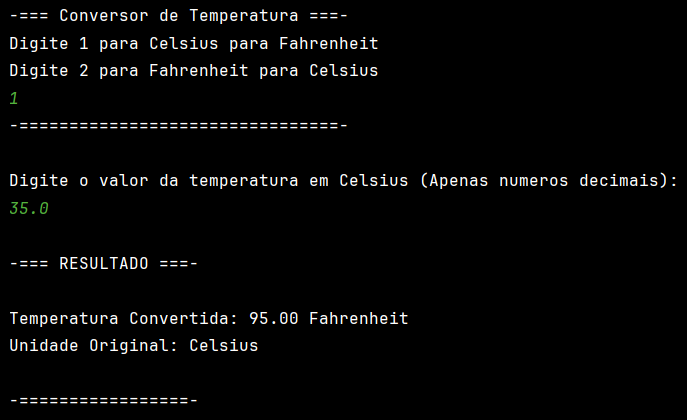 -=== Conversor de Temperatura ===-
Digite 1 para Celsius para Fahrenheit
Digite 2 para Fahrenheit para Celsius
1
-================================-
Digite o valor da temperatura em Celsius (Apenas numeros decimais):
35.0
-=== RESULTADO ===-
Temperatura Convertida: 95.00 Fahrenheit
Unidade Original: Celsius
-=================-